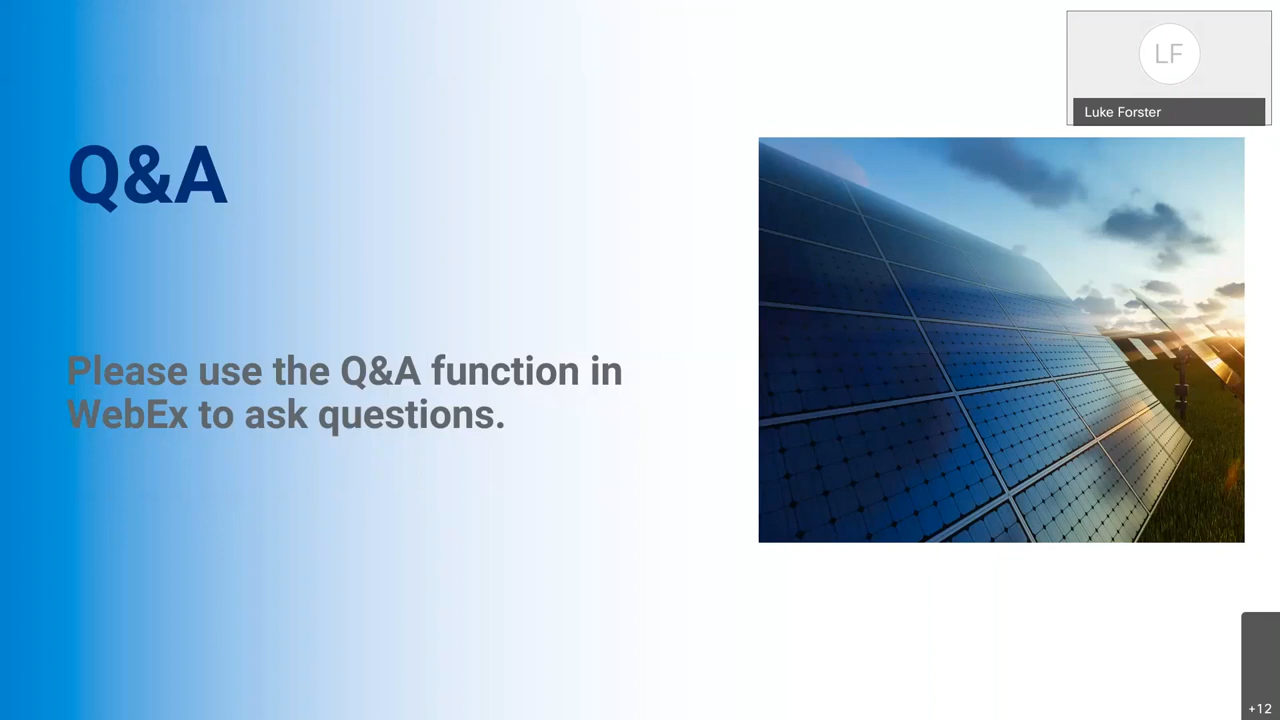 LF
Luke Forster
Q&A
Please use the Q&A function in
WebEx to ask questions.
+12